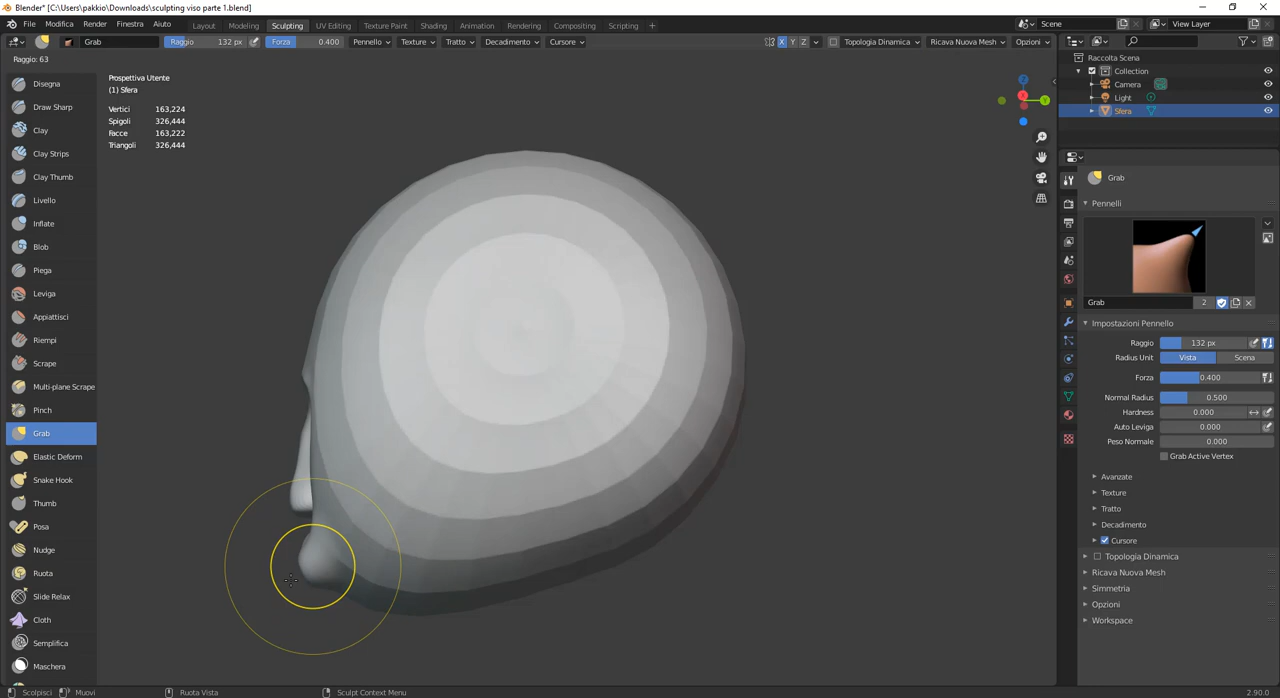 Blender* [C:\Users\pakkio\Downloads\sculpting viso parte 1.blend]
File Modifica Render Finestra Aiuto Layout Modeling Sculpting UV Editing Texture Paint Shading Animation Rendering Compositing Scripting + Scene View Layer
Grab Raggio 132 px Forza 0.400 Pennello Texture Tratto Decadimento Cursore X Y Z Topologia Dinamica Ricava Nuova Mesh Opzioni
Raggio: 63
Disegna
Draw Sharp
Clay
Clay Strips
Clay Thumb
Livello
Inflate
Blob
Piega
Leviga
Appiattisci
Riempi
Scrape
Multi-plane Scrape
Pinch
Grab
Elastic Deform
Snake Hook
Thumb
Posa
Nudge
Ruota
Slide Relax
Cloth
Semplifica
Maschera
Prospettiva Utente
(1) Sfera
Vertici 163,224
Spigoli 326,444
Facce 163,222
Triangoli 326,444
Z
X
Y
Raccolta Scena
Collection
Camera
Light
Sfera
Grab
Pennelli
Grab 2
Impostazioni Pennello
Raggio 132 px
Radius Unit Vista Scena
Forza 0.400
Normal Radius 0.500
Hardness 0.000
Auto Leviga 0.000
Peso Normale 0.000
Grab Active Vertex
Avanzate
Texture
Tratto
Decadimento
Cursore
Topologia Dinamica
Ricava Nuova Mesh
Simmetria
Opzioni
Workspace
Scolpisci Muovi Ruota Vista Sculpt Context Menu 2.90.0